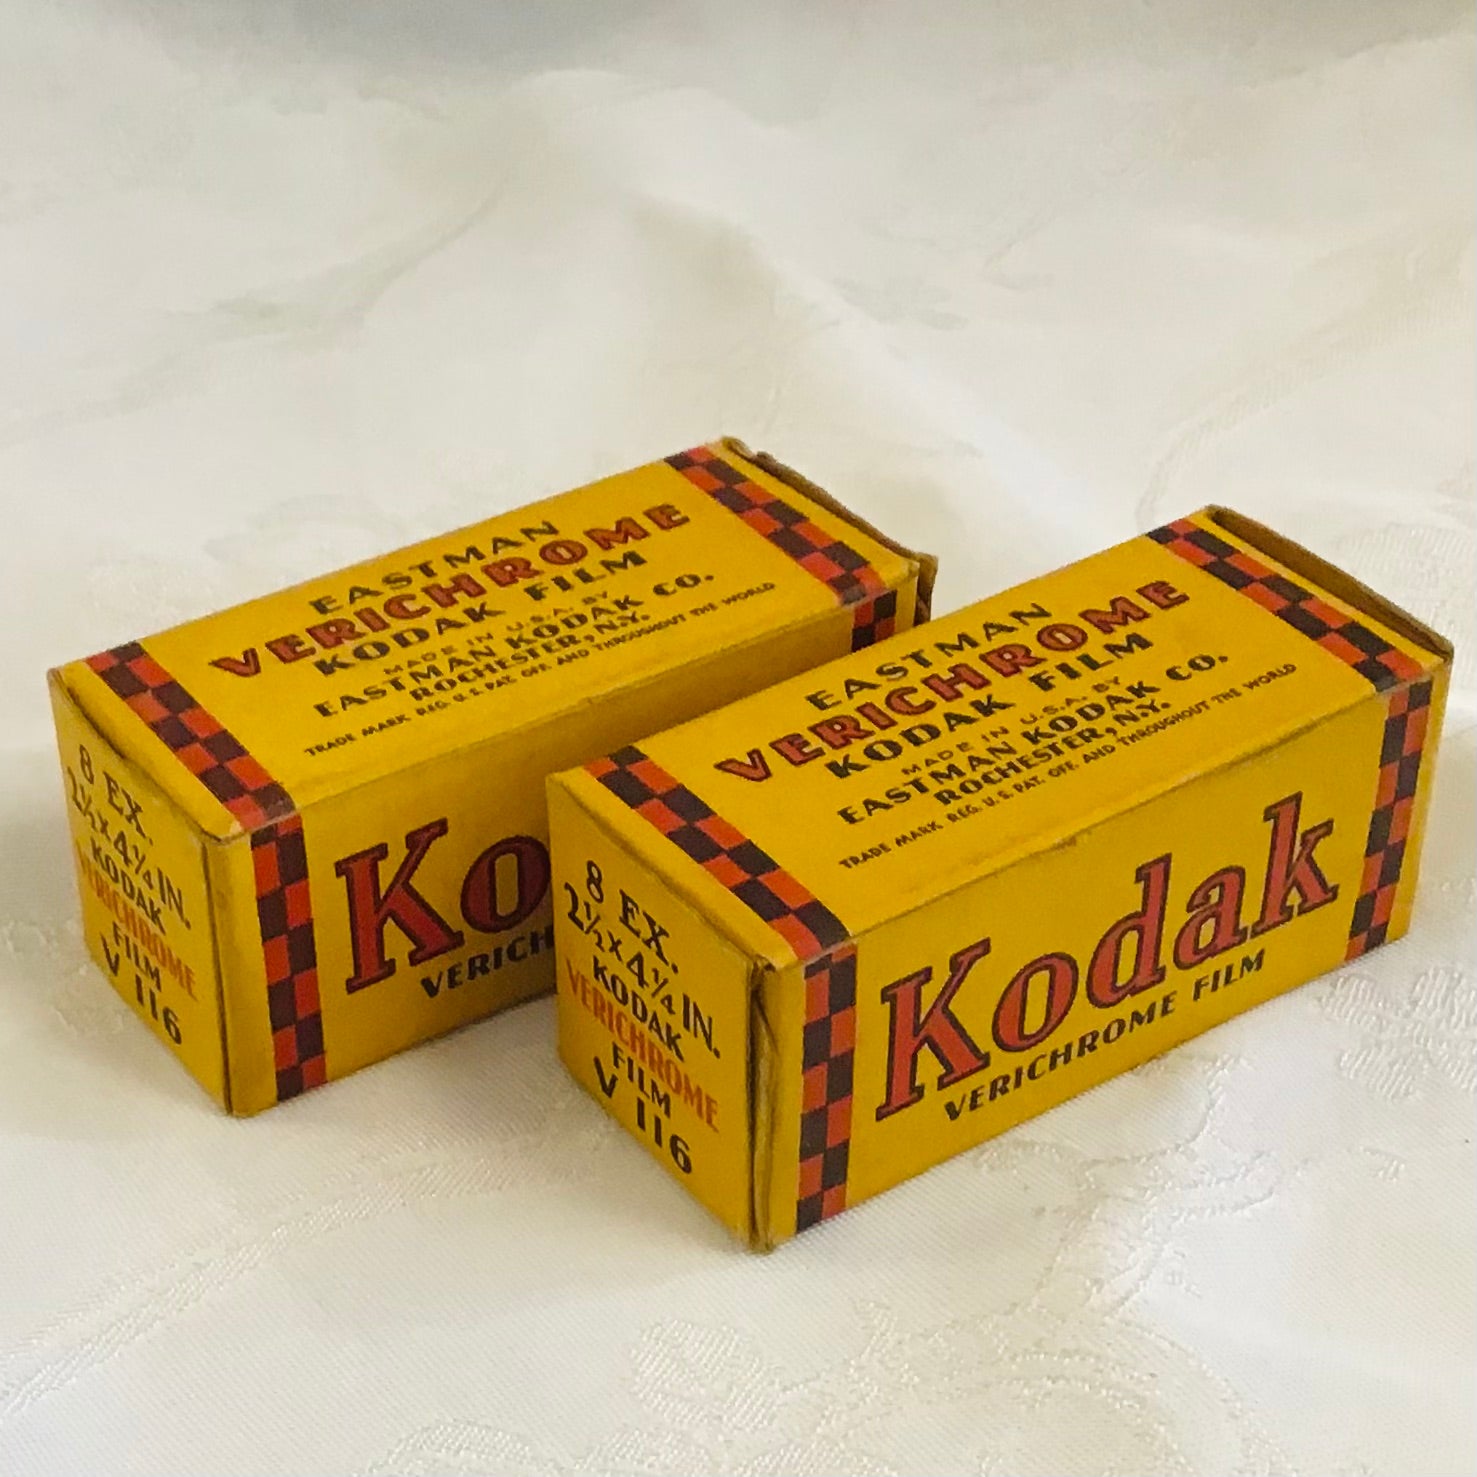 EASTMAN
VERICHROME
KODAK FILM
MADE IN U.S.A. BY
EASTMAN KODAK CO.
ROCHESTER, N.Y.
TRADE MARK REG. U.S. PAT. OFF. AND THROUGHOUT THE WORLD
8 EX.
2½ x 4¼ IN.
KODAK
VERICHROME
FILM
V 116
Ko
VERICH
EASTMAN
VERICHROME
KODAK FILM
MADE IN U.S.A. BY
EASTMAN KODAK CO.
ROCHESTER, N.Y.
TRADE MARK REG. U.S. PAT. OFF. AND THROUGHOUT THE WORLD
8 EX.
2½ x 4¼ IN.
KODAK
VERICHROME
FILM
V 116
Kodak
VERICHROME FILM